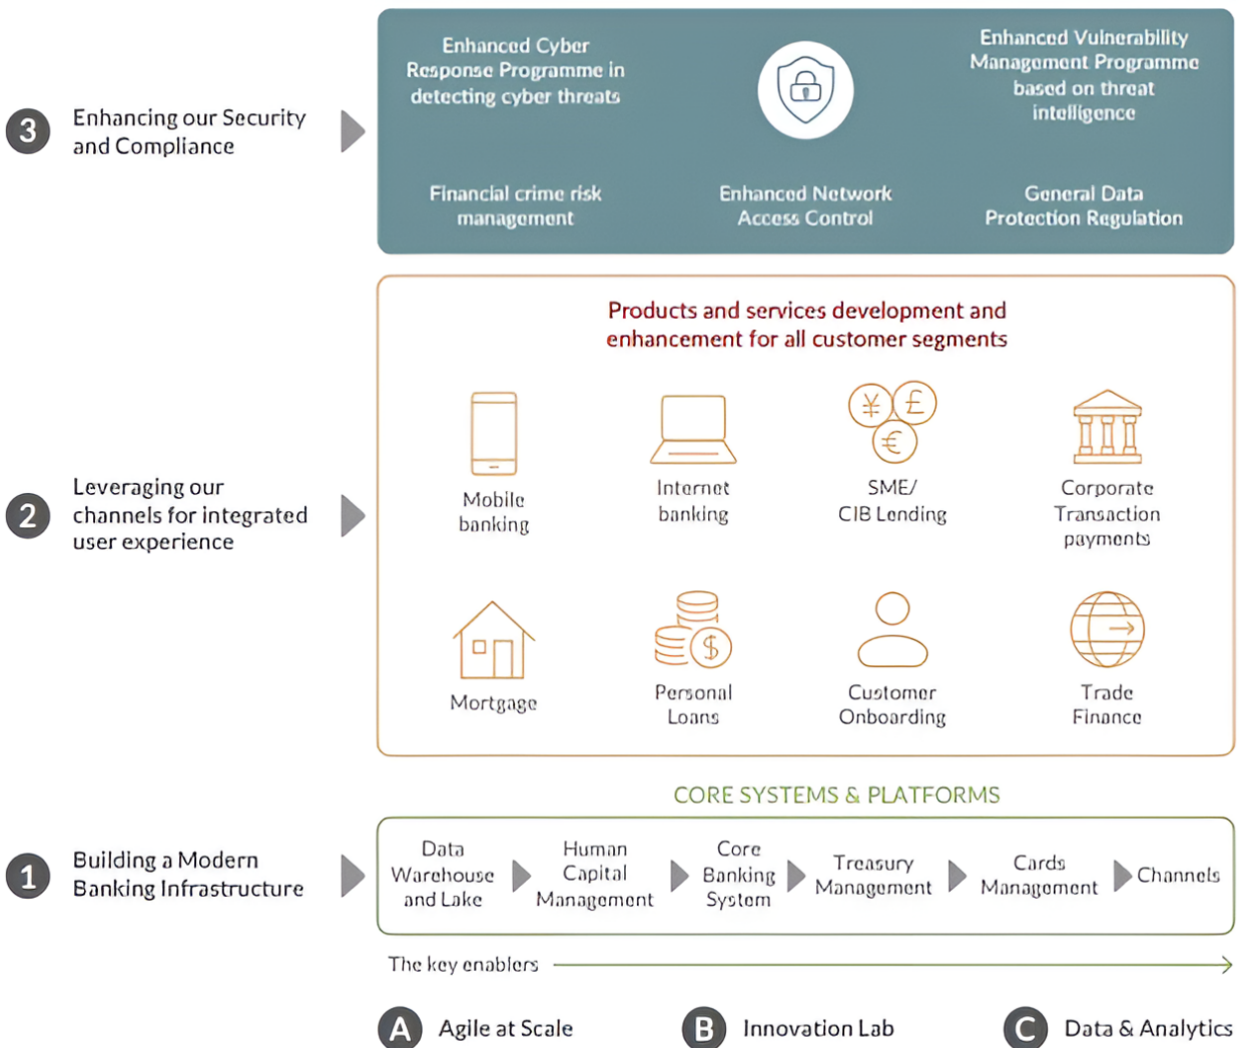 3
Enhancing our Security
and Compliance
Enhanced Cyber
Response Programme in
detecting cyber threats
Enhanced Vulnerability
Management Programme
based on threat
intelligence
Financial crime risk
management
Enhanced Network
Access Control
General Data
Protection Regulation
2
Leveraging our
channels for integrated
user experience
Products and services development and
enhancement for all customer segments
Mobile
banking
Internet
banking
¥ £ €
SME/
CIB Lending
Corporate
Transaction
payments
Mortgage
$
Personal
Loans
Customer
Onboarding
Trade
Finance
CORE SYSTEMS & PLATFORMS
1
Building a Modern
Banking Infrastructure
Data
Warehouse
and Lake
Human
Capital
Management
Core
Banking
System
Treasury
Management
Cards
Management
Channels
The key enablers
A Agile at Scale
B Innovation Lab
C Data & Analytics